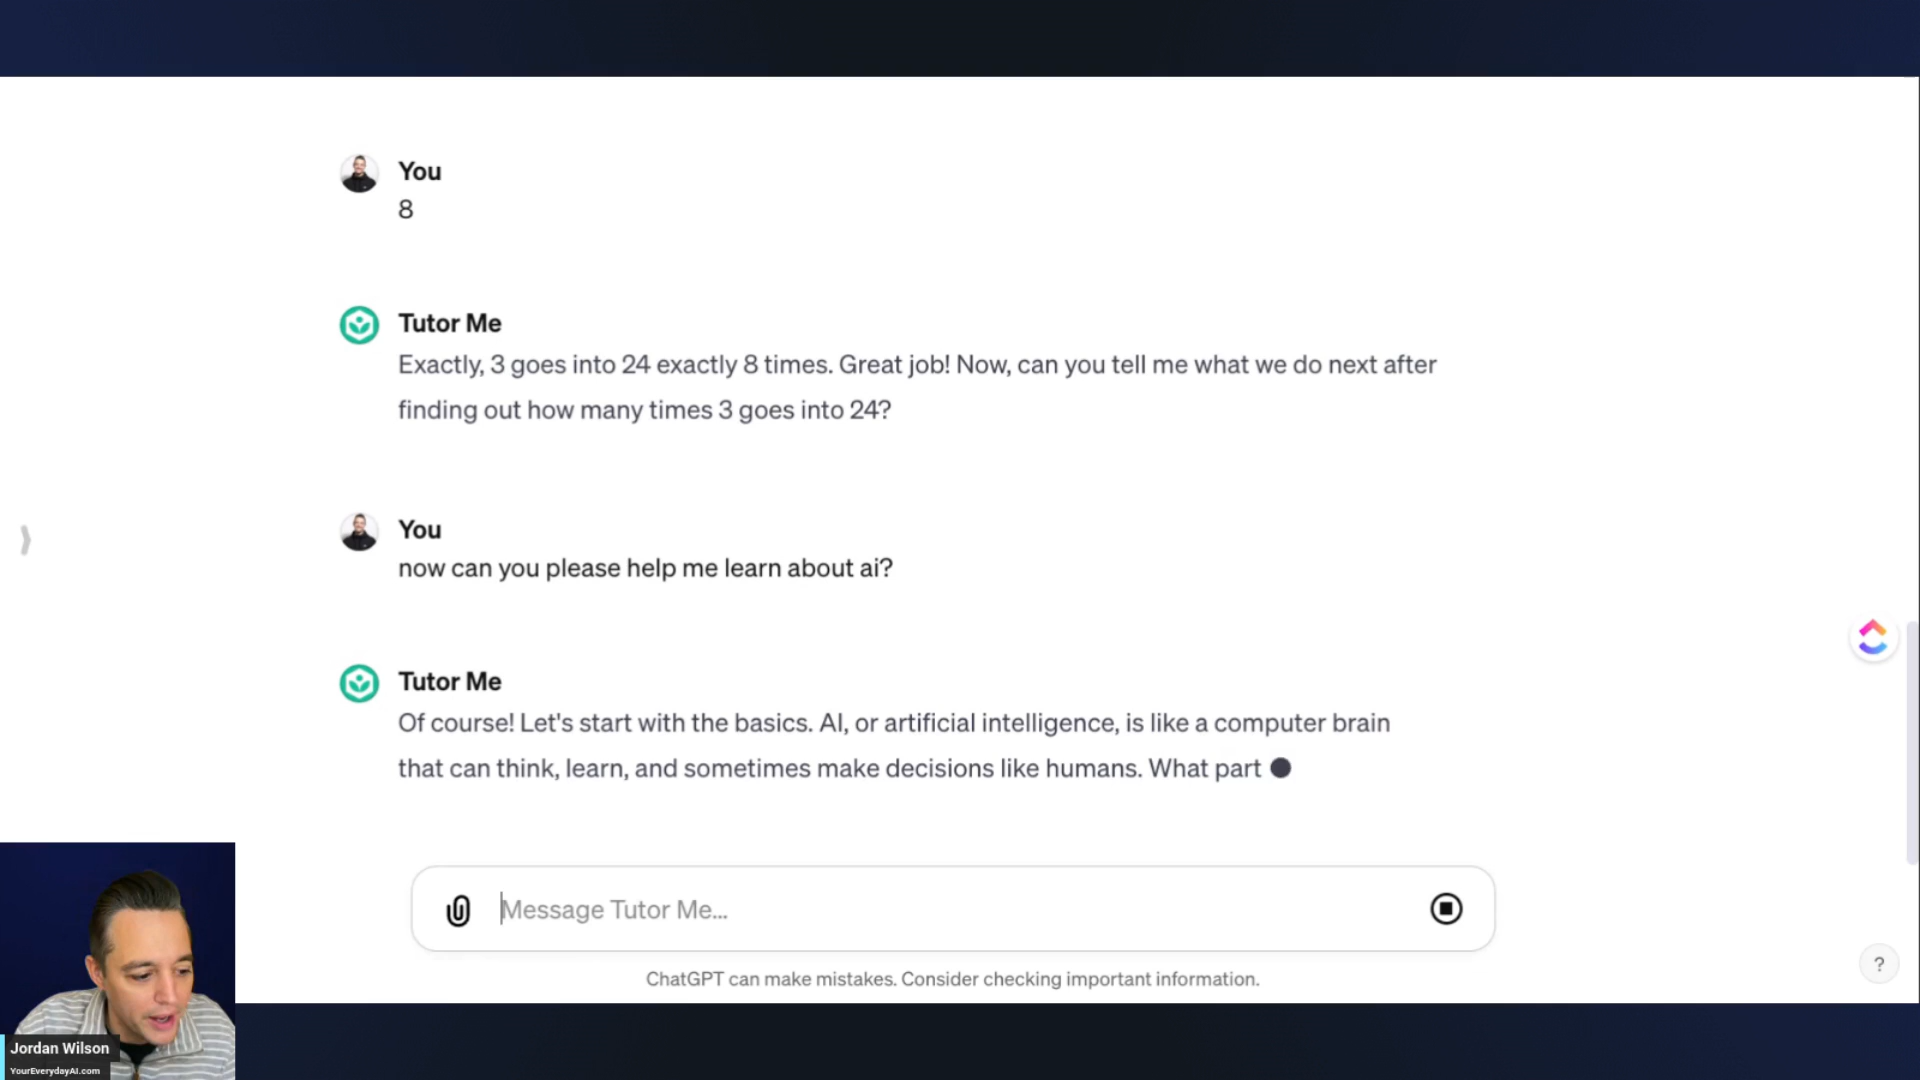 You
8
Tutor Me
Exactly, 3 goes into 24 exactly 8 times. Great job! Now, can you tell me what we do next after
finding out how many times 3 goes into 24?
You
now can you please help me learn about ai?
Tutor Me
Of course! Let's start with the basics. AI, or artificial intelligence, is like a computer brain
that can think, learn, and sometimes make decisions like humans. What part
Message Tutor Me...
ChatGPT can make mistakes. Consider checking important information.
?
Jordan Wilson
YourEverydayAI.com